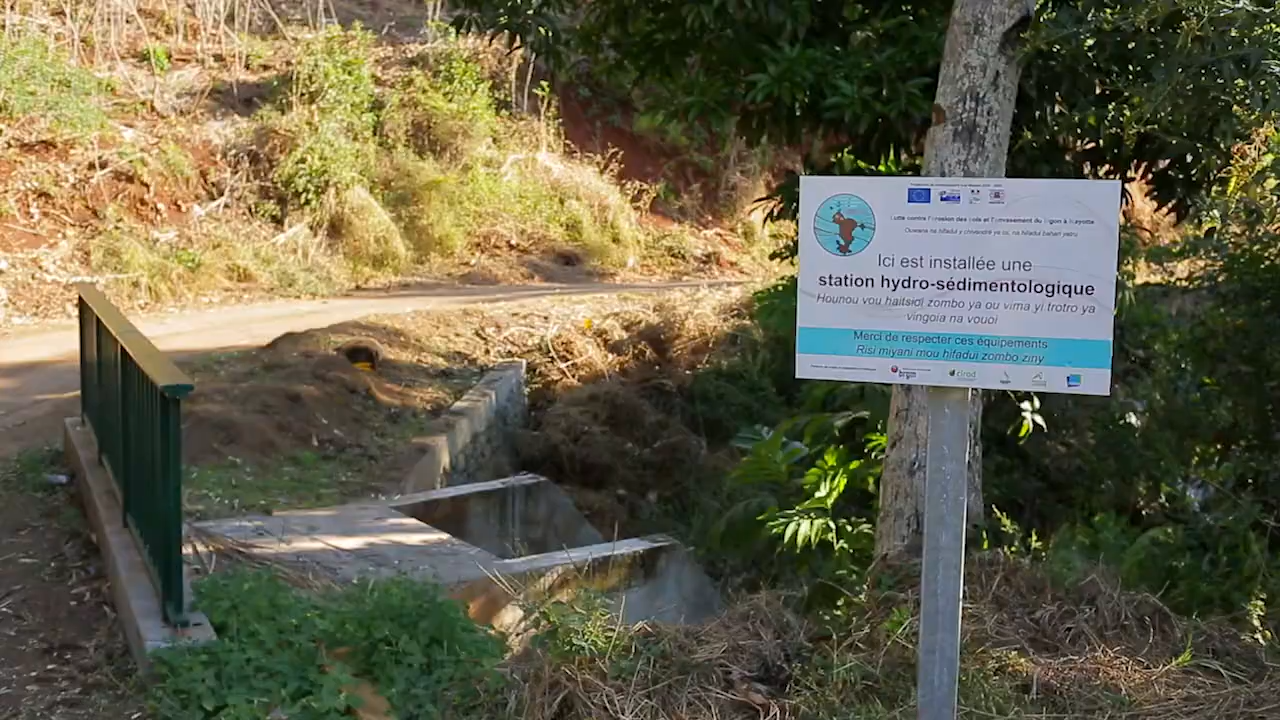 Lutte contre l'érosion des sols et l'envasement du lagon à Mayotte
Ici est installée une
station hydro-sédimentologique
Hounou vou haitsioi zombo ya ou vima yi trotro ya
vingoia na vouoi
Merci de respecter ces équipements
Risi miyani mou hifadui zombo ziny
cirad